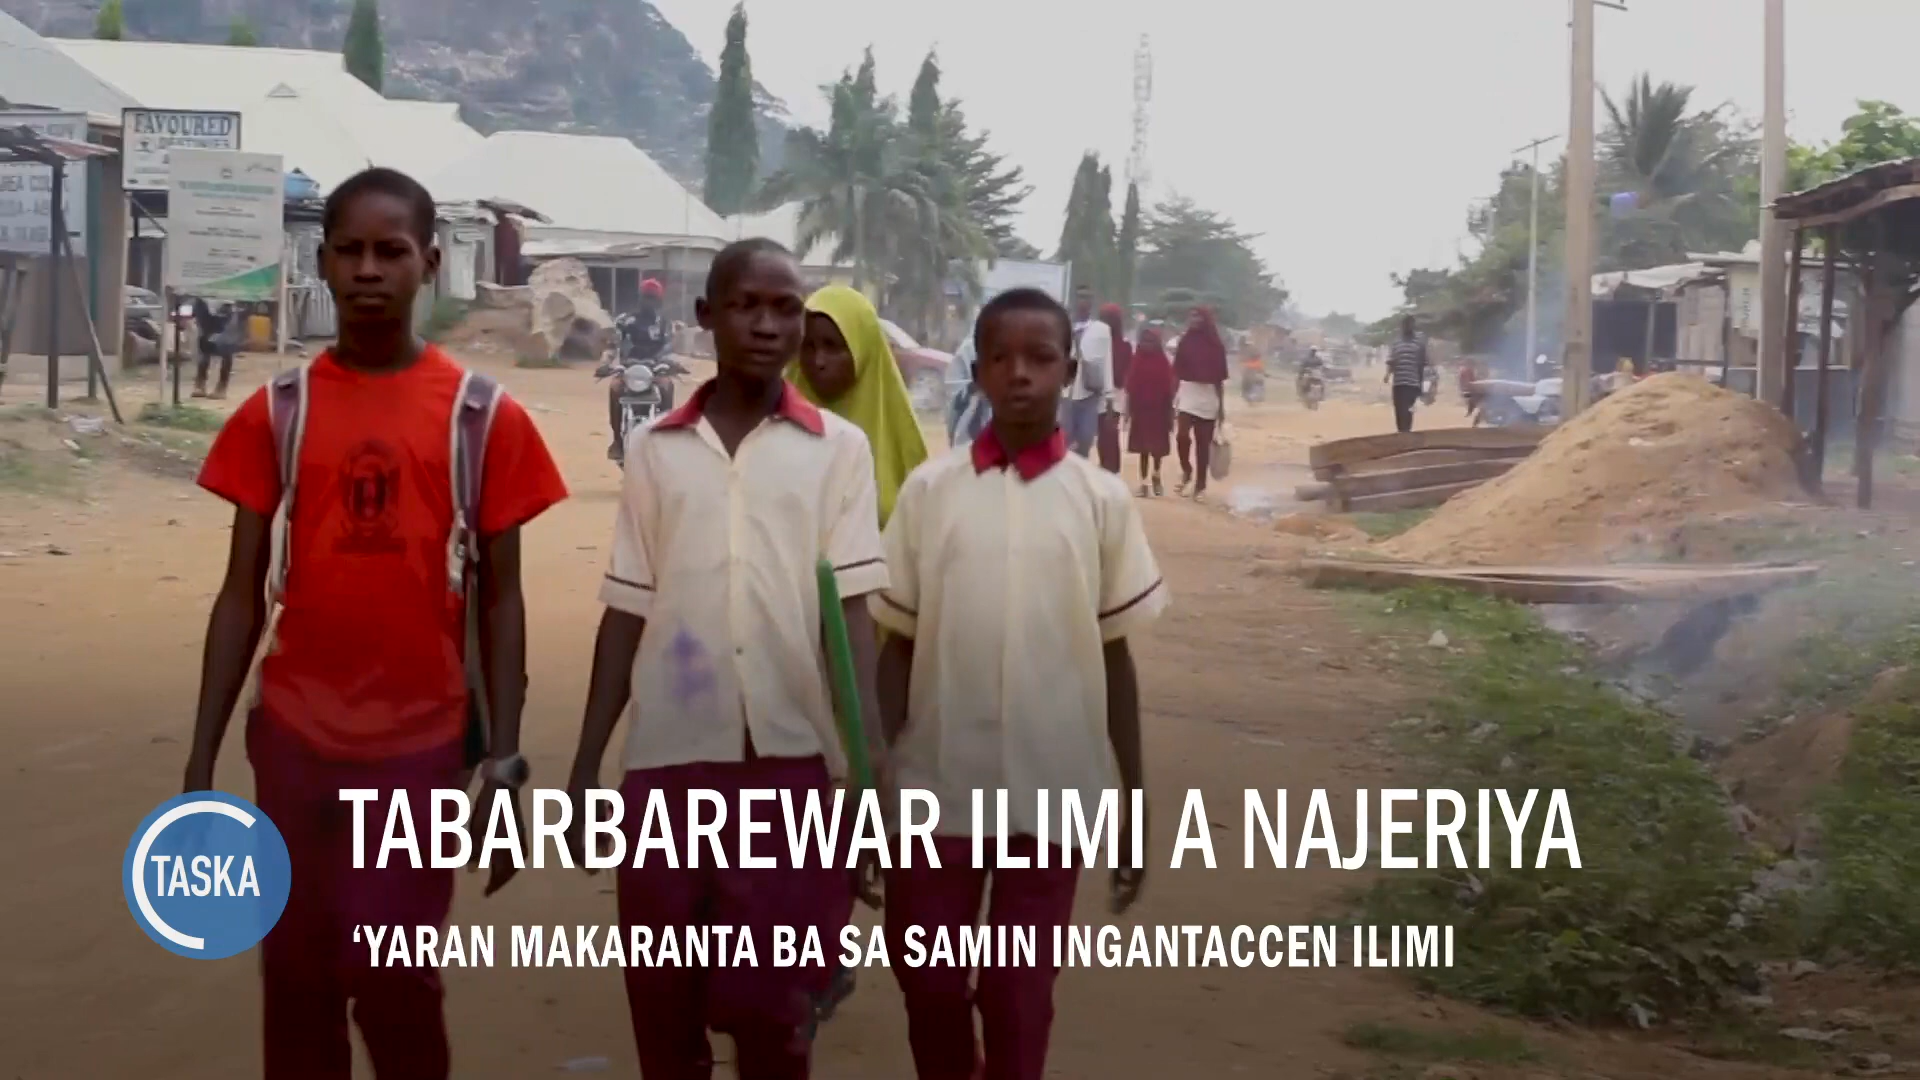 FAVOURED
TASKA
TABARBAREWAR ILIMI A NAJERIYA
‘YARAN MAKARANTA BA SA SAMIN INGANTACCEN ILIMI